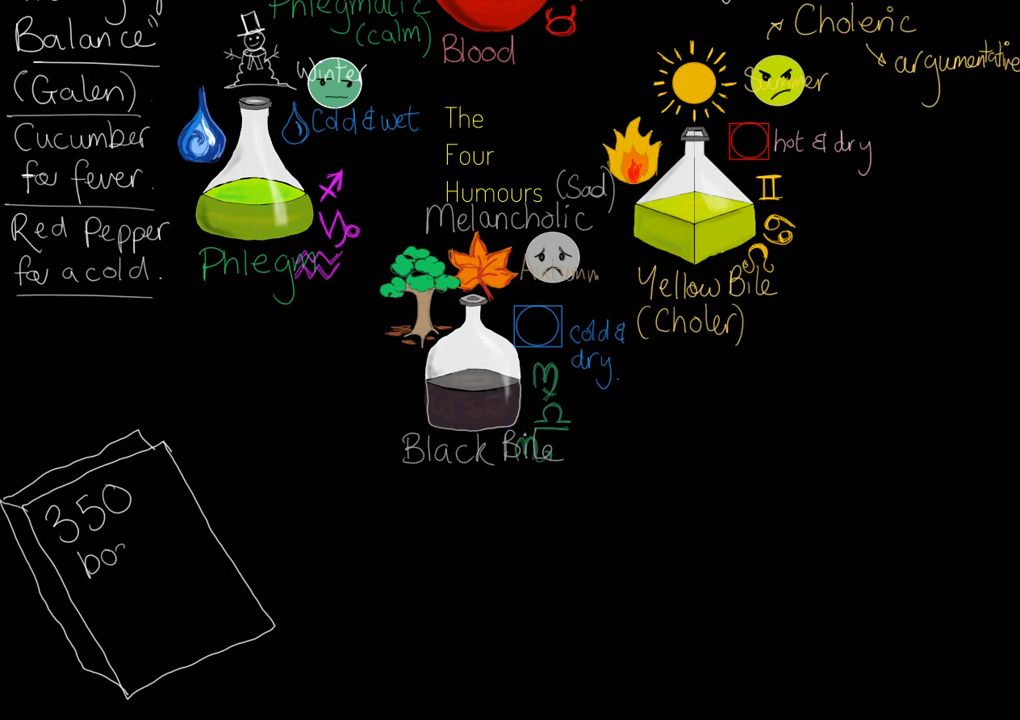 Balance"
(Galen)
Cucumber
for fever.
Red Pepper
for a cold.
Phlegmatic
(calm)
Blood
Winter
Cold & wet
Phlegm
The
Four
Humours
(Sad)
Melancholic
Autumn
cold &
dry.
Black Bile
Choleric
argumentative
Summer
hot & dry
Yellow Bile
(Choler)
350